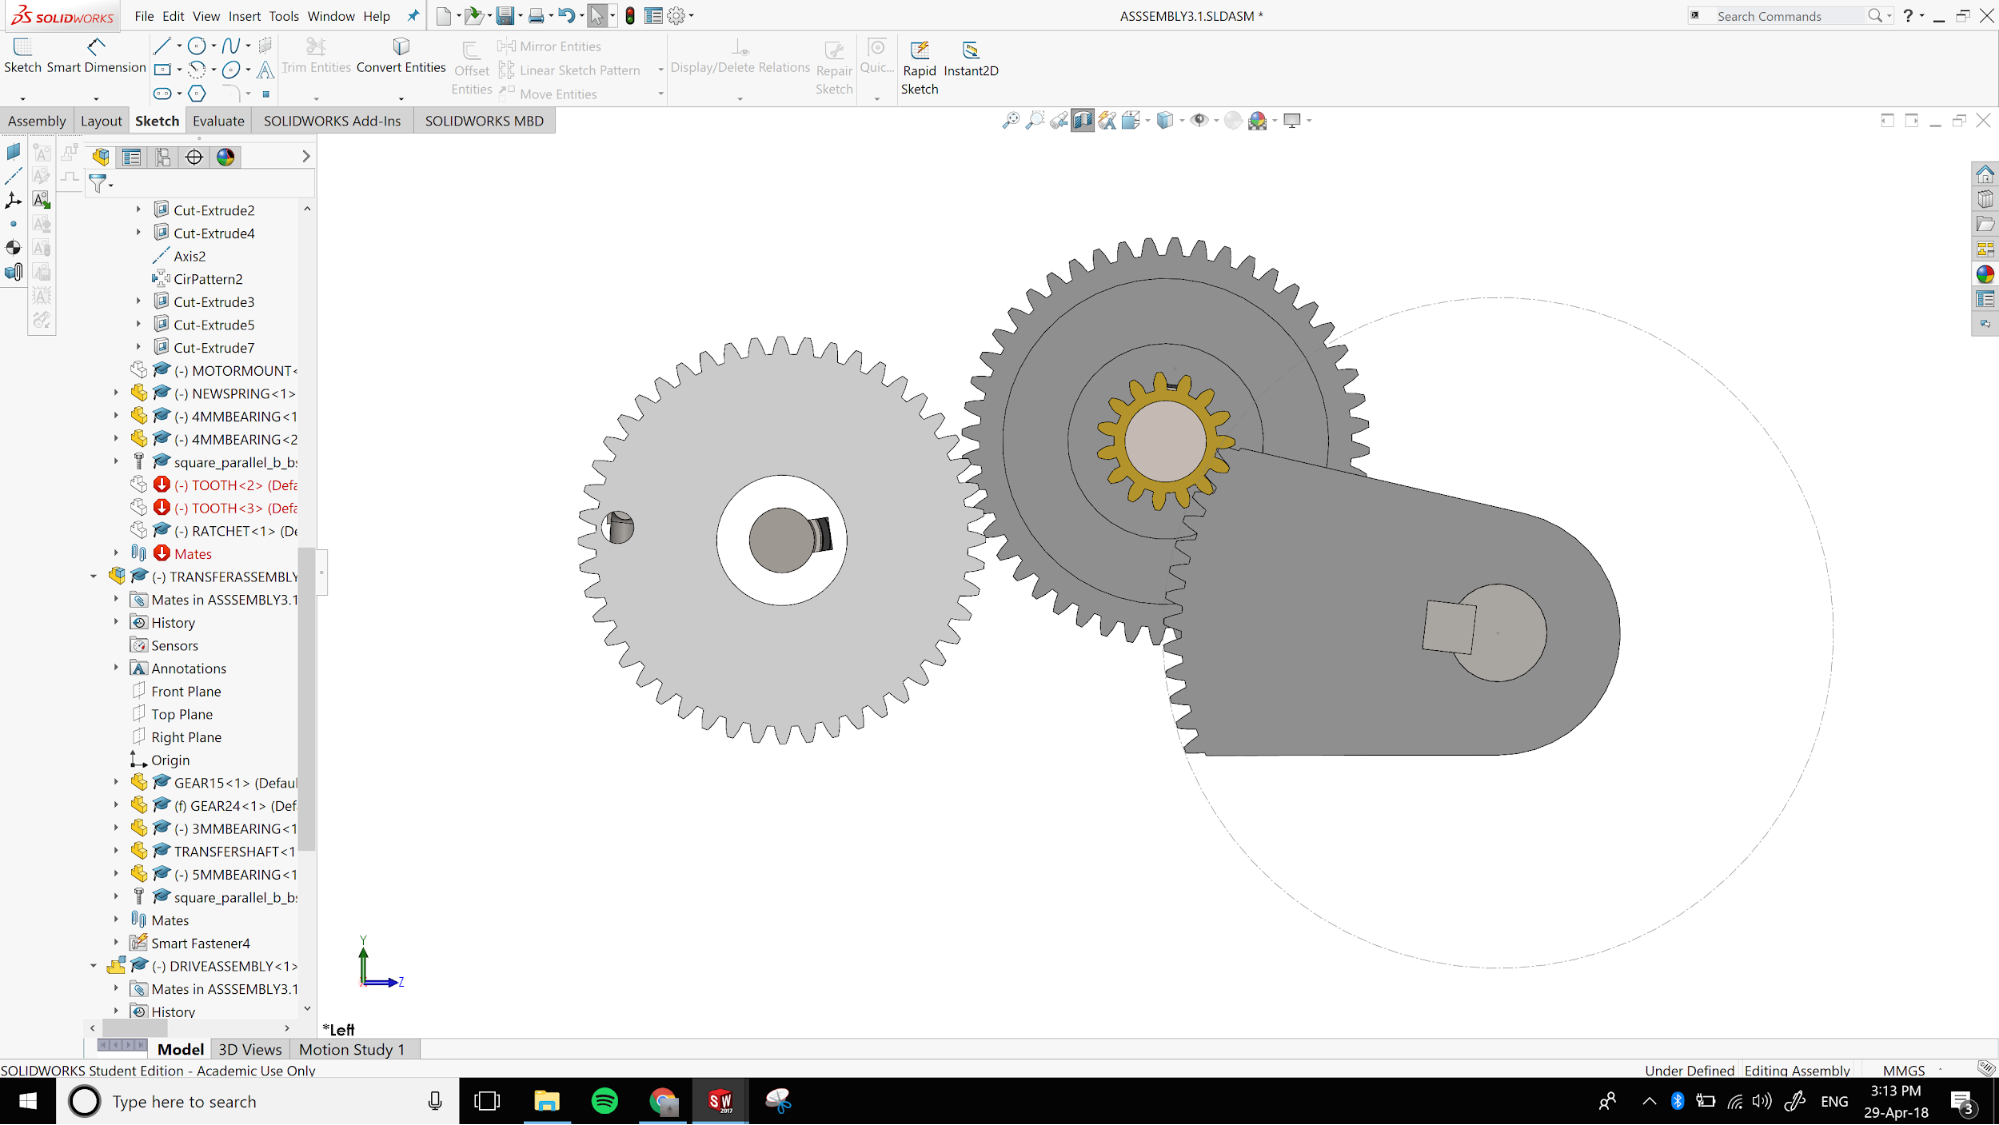 SOLIDWORKS File Edit View Insert Tools Window Help ASSSEMBLY3.1.SLDASM * Search Commands ?
Sketch Smart Dimension Trim Entities Convert Entities Offset Entities Mirror Entities Linear Sketch Pattern Move Entities Display/Delete Relations Repair Sketch Quic... Rapid Sketch Instant2D
Assembly Layout Sketch Evaluate SOLIDWORKS Add-Ins SOLIDWORKS MBD
Cut-Extrude2
Cut-Extrude4
Axis2
CirPattern2
Cut-Extrude3
Cut-Extrude5
Cut-Extrude7
(-) MOTORMOUNT<
(-) NEWSPRING<1>
(-) 4MMBEARING<1
(-) 4MMBEARING<2
square_parallel_b_bs
(-) TOOTH<2> (Defa
(-) TOOTH<3> (Defa
(-) RATCHET<1> (De
Mates
(-) TRANSFERASSEMBLY
Mates in ASSSEMBLY3.1
History
Sensors
Annotations
Front Plane
Top Plane
Right Plane
Origin
GEAR15<1> (Defaul
(f) GEAR24<1> (Def
(-) 3MMBEARING<1
TRANSFERSHAFT<1
(-) 5MMBEARING<1
square_parallel_b_bs
Mates
Smart Fastener4
(-) DRIVEASSEMBLY<1>
Mates in ASSSEMBLY3.1
History
Y
Z
*Left
Model 3D Views Motion Study 1
SOLIDWORKS Student Edition - Academic Use Only Under Defined Editing Assembly MMGS
Type here to search SW 2017 ENG 3:13 PM
29-Apr-18 3